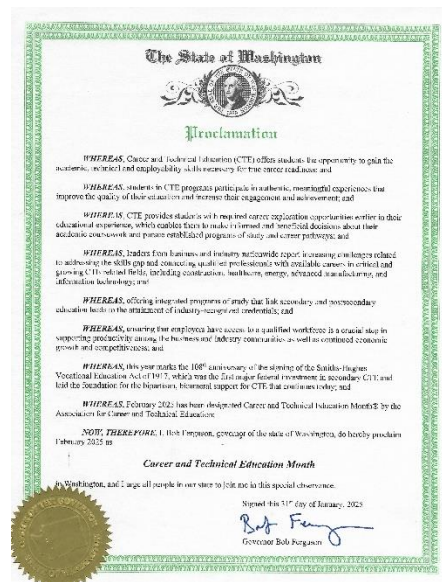 The State of Washington
Proclamation
WHEREAS, Career and Technical Education (CTE) offers students the opportunity to gain the
academic, technical and employability skills necessary for true career readiness; and
WHEREAS, students in CTE programs participate in authentic, meaningful experiences that
improve the quality of their education and increase their engagement and achievement; and
WHEREAS, CTE provides students with required career exploration opportunities earlier in their
educational experience, which enables them to make informed and beneficial decisions about their
academic coursework and pursue established programs of study and career pathways; and
WHEREAS, leaders from business and industry nationwide report increasing challenges related
to addressing the skills gap and connecting qualified professionals with available careers in critical and
growing CTE-related fields, including construction, healthcare, energy, advanced manufacturing, and
information technology; and
WHEREAS, offering integrated programs of study that link secondary and postsecondary
education leads to the attainment of industry-recognized credentials; and
WHEREAS, ensuring that employers have access to a qualified workforce is a crucial step in
supporting productivity among the business and industry communities as well as continued economic
growth and competitiveness; and
WHEREAS, this year marks the 108th anniversary of the signing of the Smith-Hughes
Vocational Education Act of 1917, which was the first major federal investment in secondary CTE and
laid the foundation for the bipartisan, bicameral support for CTE that continues today; and
WHEREAS, February 2025 has been designated Career and Technical Education Month® by the
Association for Career and Technical Education;
NOW, THEREFORE, I, Bob Ferguson, governor of the state of Washington, do hereby proclaim
February 2025 as
Career and Technical Education Month
in Washington, and I urge all people in our state to join me in this special observance.
Signed this 31st day of January, 2025
Governor Bob Ferguson